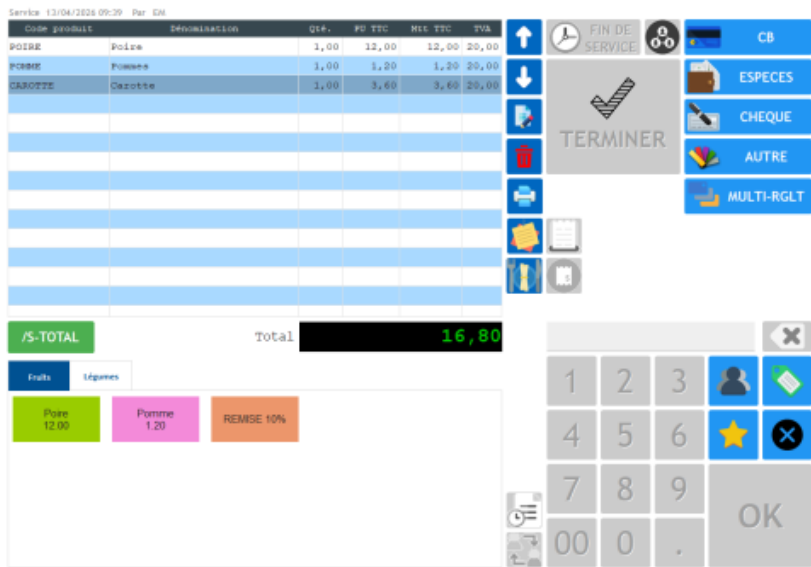 Service 13/04/2026 09:39 Par EM
Code produit Dénomination Qté. PU TTC Mtt TTC TVA
POIRE Poire 1,00 12,00 12,00 20,00
POMME Pommes 1,00 1,20 1,20 20,00
CAROTTE Carotte 1,00 3,60 3,60 20,00
FIN DE
SERVICE
TERMINER
CB
ESPECES
CHEQUE
AUTRE
MULTI-RGLT
/S-TOTAL Total 16,80
Fruits Légumes
Poire
12.00
Pomme
1.20
REMISE 10%
1 2 3
4 5 6
7 8 9
00 0 .
OK